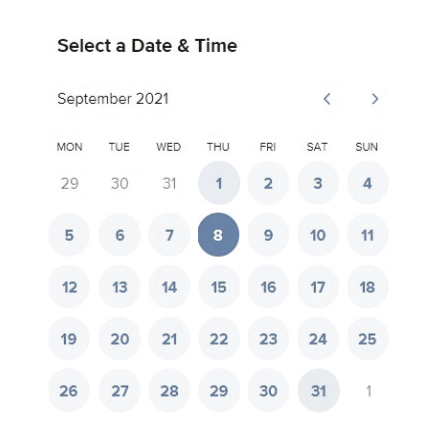 Select a Date & Time
September 2021
MON TUE WED THU FRI SAT SUN
29 30 31 1 2 3 4
5 6 7 8 9 10 11
12 13 14 15 16 17 18
19 20 21 22 23 24 25
26 27 28 29 30 31 1